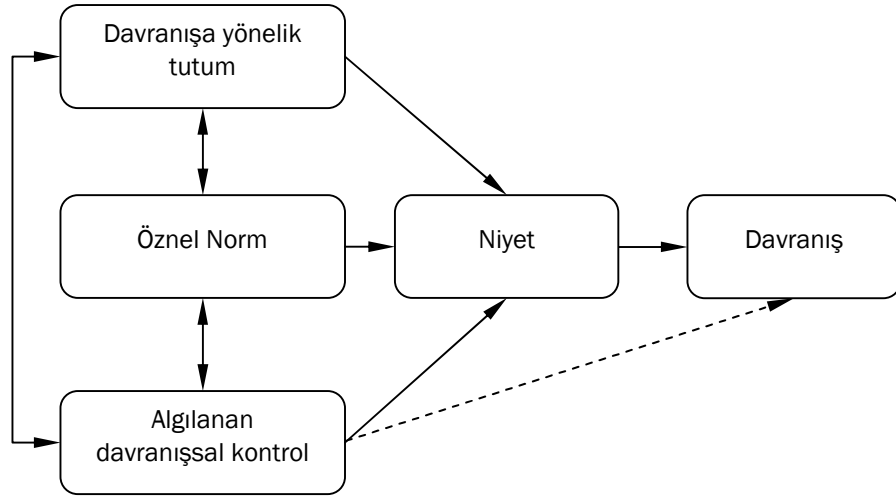 Davranışa yönelik
tutum
Öznel Norm
Niyet
Davranış
Algılanan
davranışsal kontrol